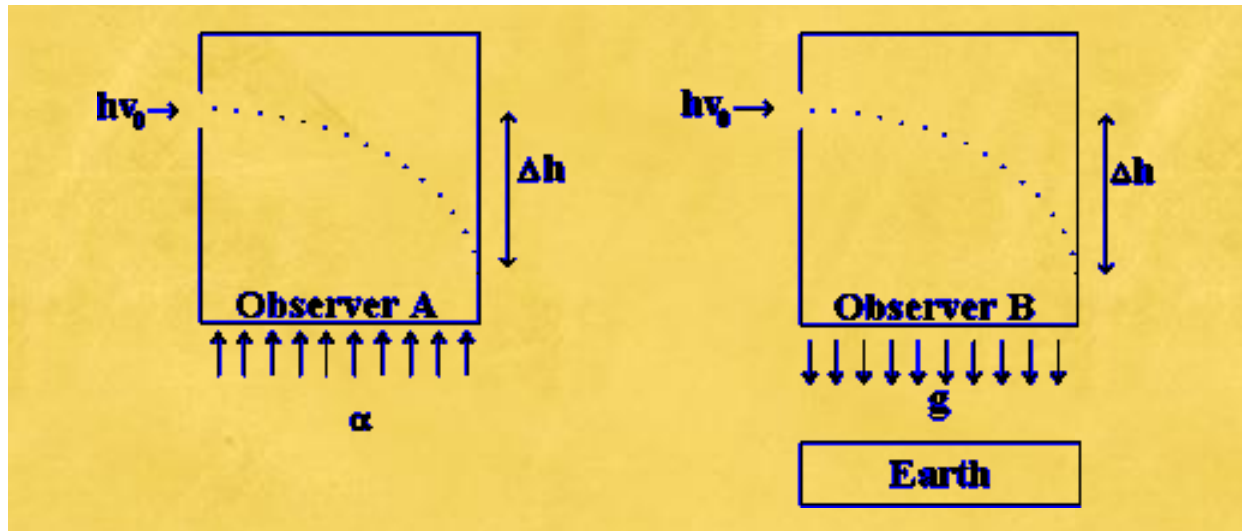 hν₀→
Δh
Observer A
α
hν₀→
Δh
Observer B
g
Earth